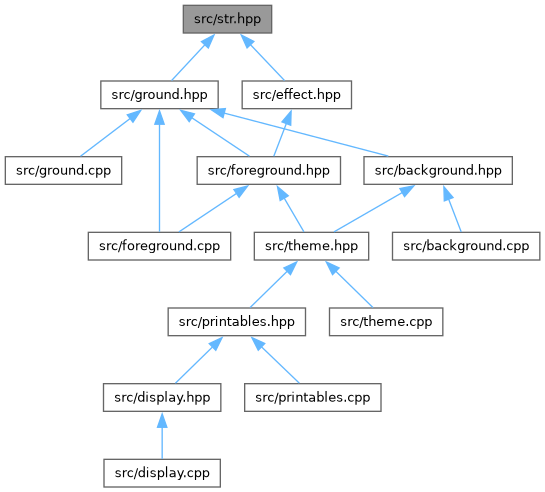 src/str.hpp
src/ground.hpp
src/effect.hpp
src/ground.cpp
src/foreground.hpp
src/background.hpp
src/foreground.cpp
src/theme.hpp
src/background.cpp
src/printables.hpp
src/theme.cpp
src/display.hpp
src/printables.cpp
src/display.cpp